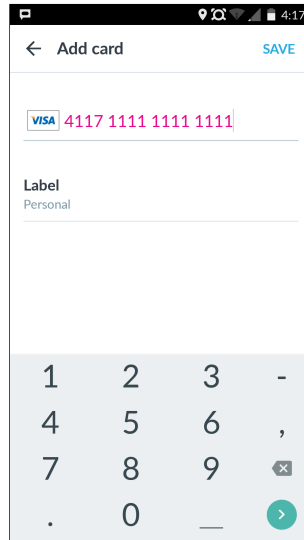 4:17
Add card SAVE
VISA 4117 1111 1111 1111
Label
Personal
1 2 3 -
4 5 6 ,
7 8 9
. 0 _